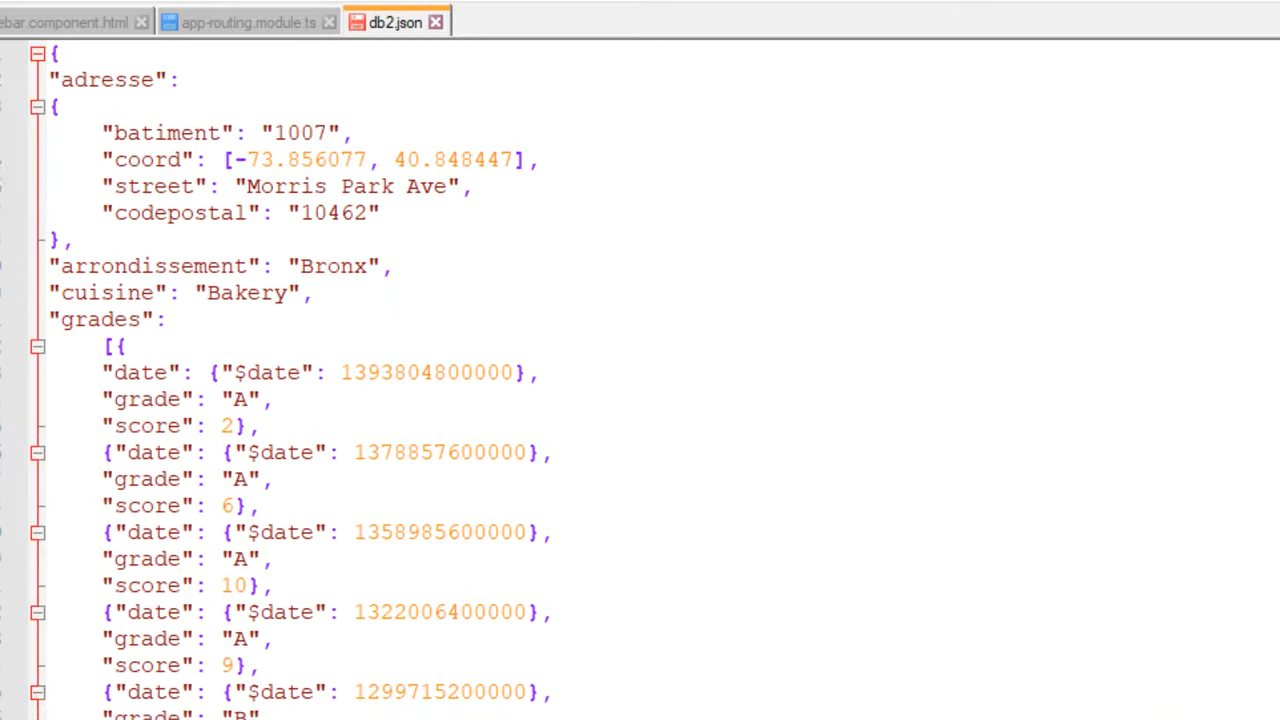 ebar.component.html app-routing.module.ts db2.json
{
"adresse":
{
"batiment": "1007",
"coord": [-73.856077, 40.848447],
"street": "Morris Park Ave",
"codepostal": "10462"
},
"arrondissement": "Bronx",
"cuisine": "Bakery",
"grades":
[{
"date": {"$date": 1393804800000},
"grade": "A",
"score": 2},
{"date": {"$date": 1378857600000},
"grade": "A",
"score": 6},
{"date": {"$date": 1358985600000},
"grade": "A",
"score": 10},
{"date": {"$date": 1322006400000},
"grade": "A",
"score": 9},
{"date": {"$date": 1299715200000},
"grade": "B"